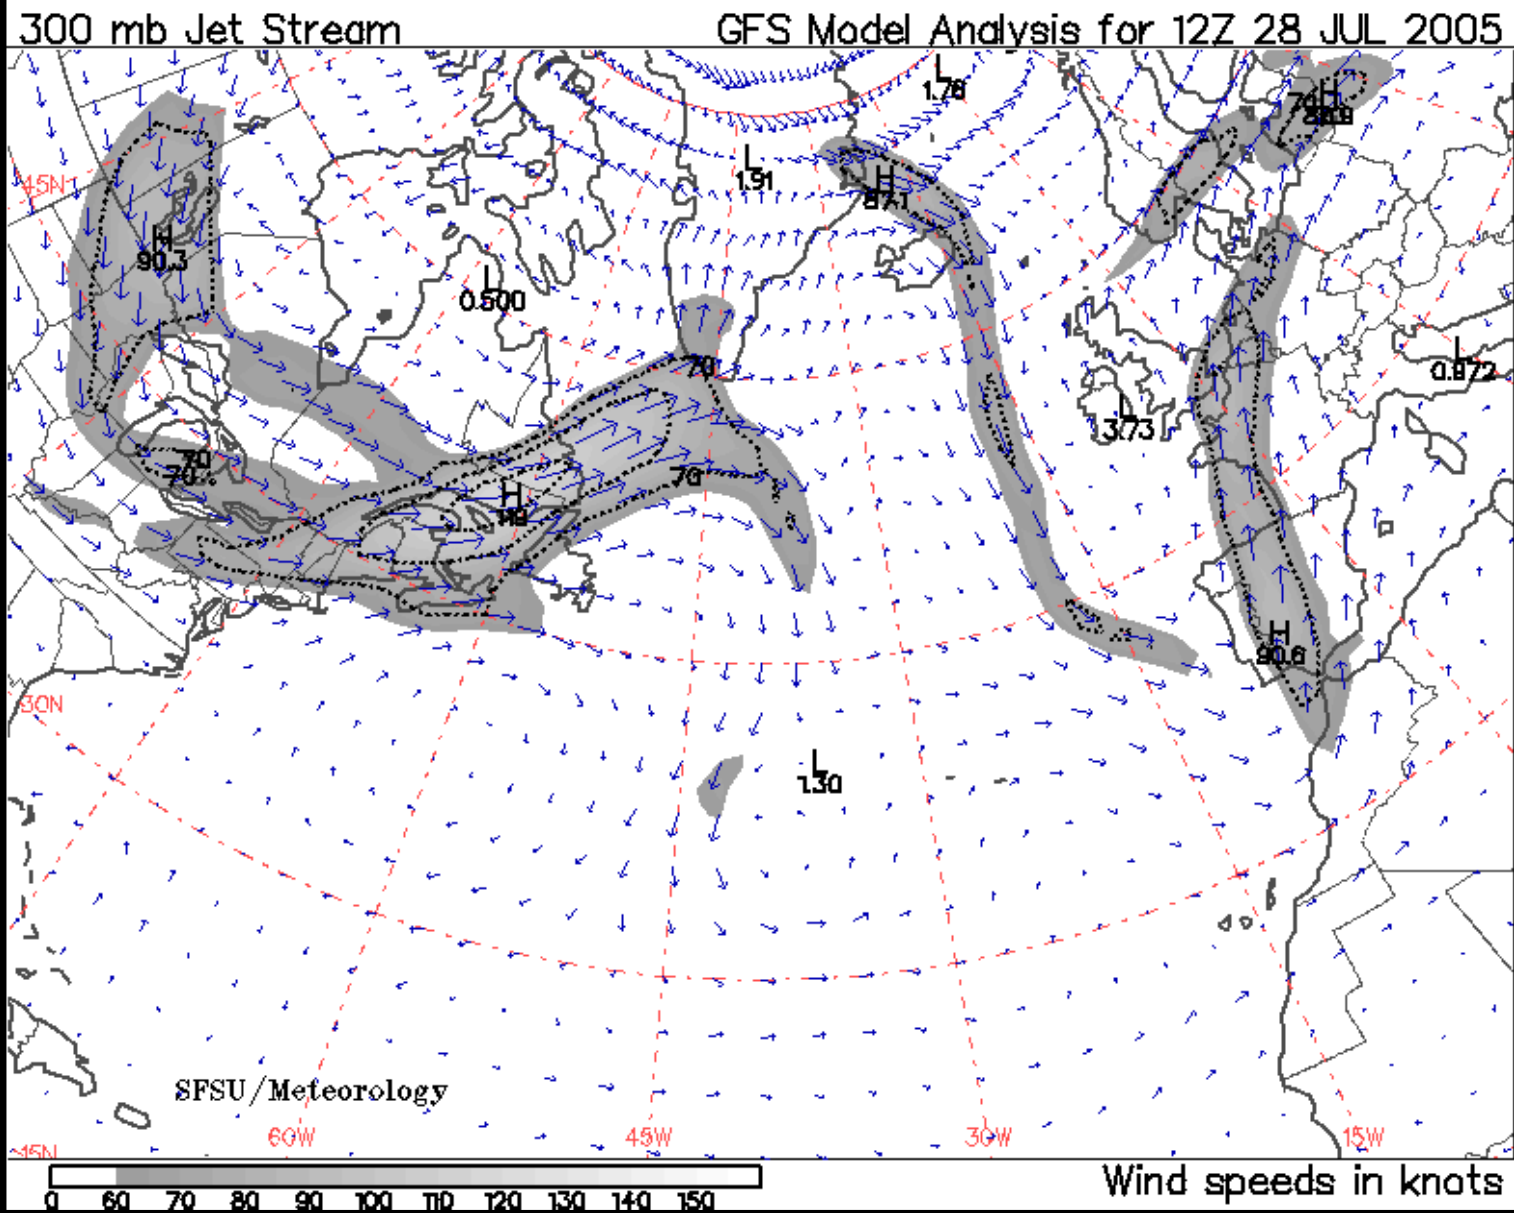 300 mb Jet Stream GFS Model Analysis for 12Z 28 JUL 2005
L
1.76
H
L
1.91
H
87.1
45N
H
90.3
L
0.500
L
0.972
70
L
3.73
70
70
70
H
H
90.6
30N
L
1.30
SFSU/Meteorology
60W 45W 30W 15W
15N
0 60 70 80 90 100 110 120 130 140 150
Wind speeds in knots